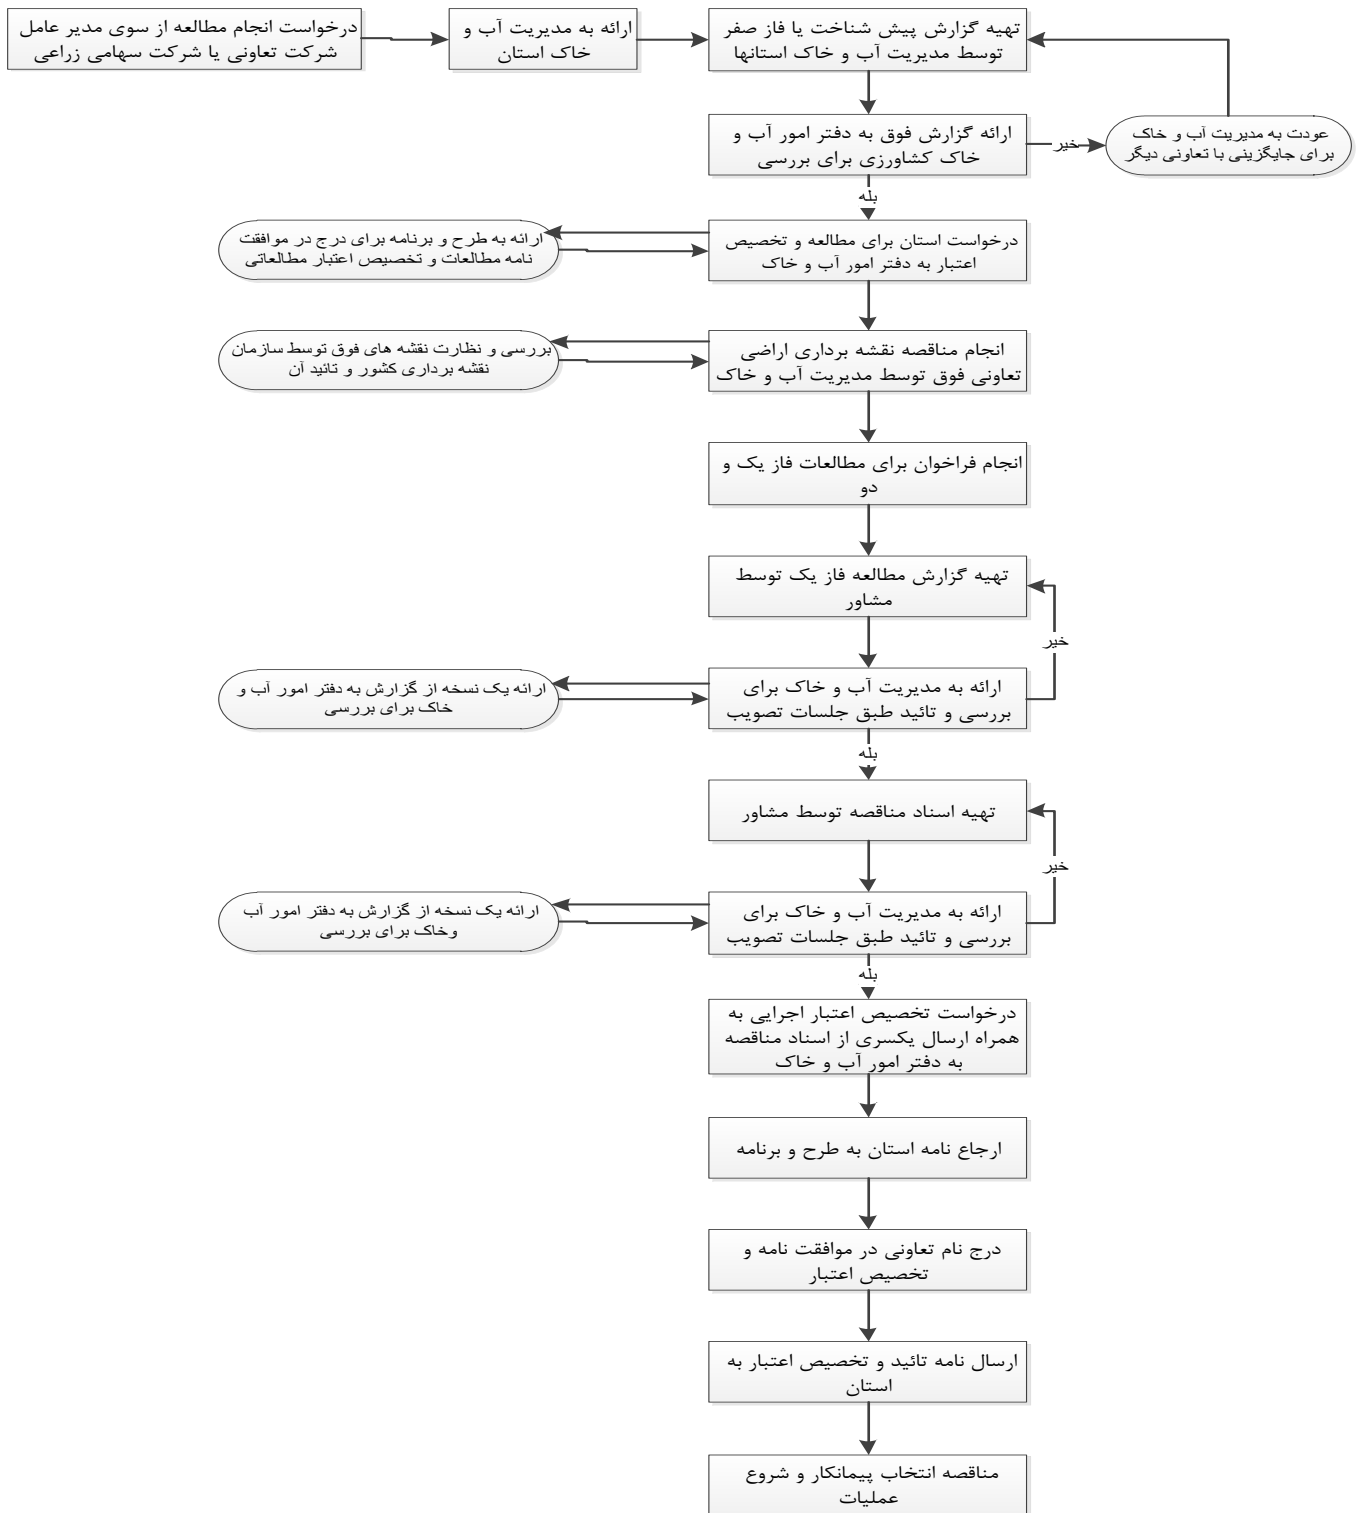 درخواست انجام مطالعه از سوی مدیر عامل
شرکت تعاونی یا شرکت سهامی زراعی
ارائه به مدیریت آب و
خاک استان
تهیه گزارش پیش شناخت یا فاز صفر
توسط مدیریت آب و خاک استانها
ارائه گزارش فوق به دفتر امور آب و
خاک کشاورزی برای بررسی
خیر
عودت به مدیریت آب و خاک
برای جایگزینی با تعاونی دیگر
بله
درخواست استان برای مطالعه و تخصیص
اعتبار به دفتر امور آب و خاک
ارائه به طرح و برنامه برای درج در موافقت
نامه مطالعات و تخصیص اعتبار مطالعاتی
انجام مناقصه نقشه برداری اراضی
تعاونی فوق توسط مدیریت آب و خاک
بررسی و نظارت نقشه های فوق توسط سازمان
نقشه برداری کشور و تائید آن
انجام فراخوان برای مطالعات فاز یک و
دو
تهیه گزارش مطالعه فاز یک توسط
مشاور
خیر
ارائه به مدیریت آب و خاک برای
بررسی و تائید طبق جلسات تصویب
ارائه یک نسخه از گزارش به دفتر امور آب و
خاک برای بررسی
بله
تهیه اسناد مناقصه توسط مشاور
خیر
ارائه به مدیریت آب و خاک برای
بررسی و تائید طبق جلسات تصویب
ارائه یک نسخه از گزارش به دفتر امور آب
وخاک برای بررسی
بله
درخواست تخصیص اعتبار اجرایی به
همراه ارسال یکسری از اسناد مناقصه
به دفتر امور آب و خاک
ارجاع نامه استان به طرح و برنامه
درج نام تعاونی در موافقت نامه و
تخصیص اعتبار
ارسال نامه تائید و تخصیص اعتبار به
استان
مناقصه انتخاب پیمانکار و شروع
عملیات